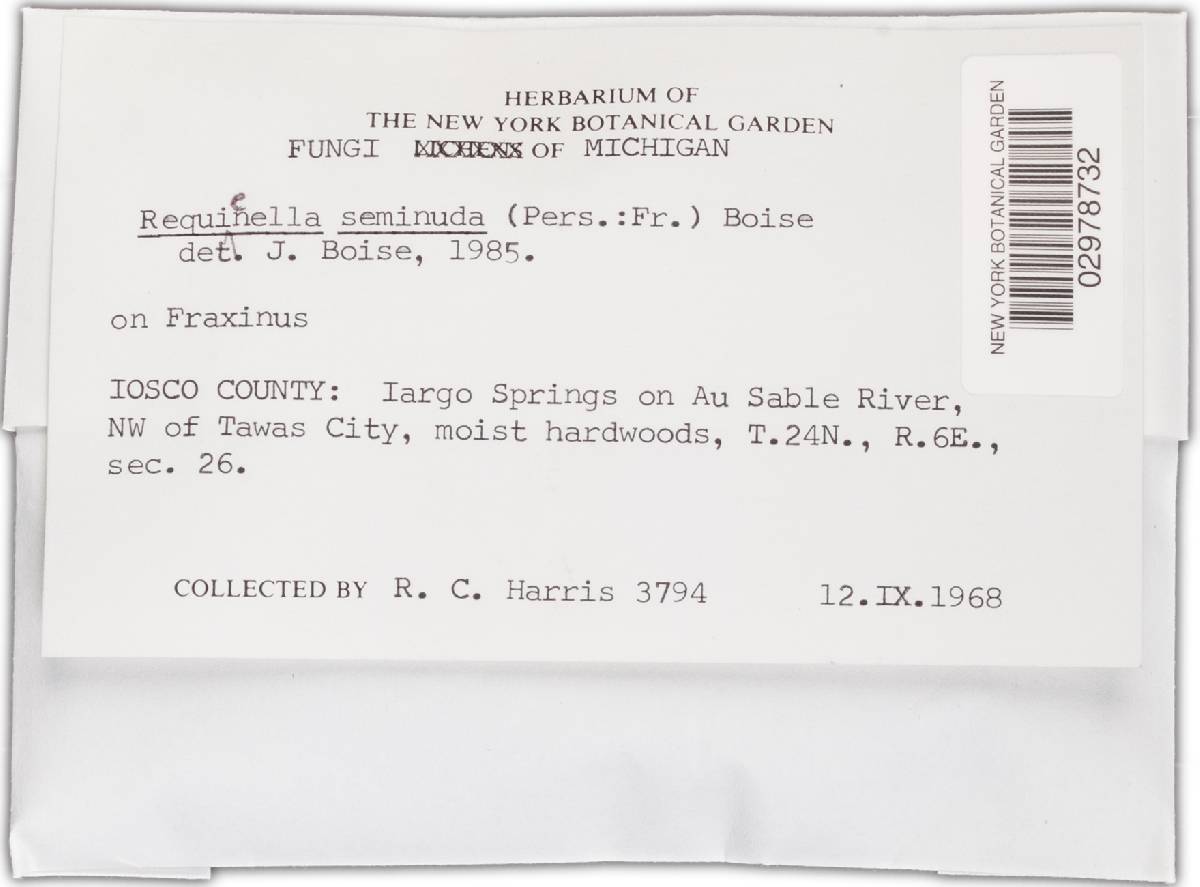 HERBARIUM OF
THE NEW YORK BOTANICAL GARDEN
FUNGI LICHENS OF MICHIGAN
Requienella seminuda (Pers.:Fr.) Boise
det. J. Boise, 1985.
on Fraxinus
IOSCO COUNTY: Iargo Springs on Au Sable River,
NW of Tawas City, moist hardwoods, T.24N., R.6E.,
sec. 26.
COLLECTED BY R. C. Harris 3794 12.IX.1968
NEW YORK BOTANICAL GARDEN
02978732